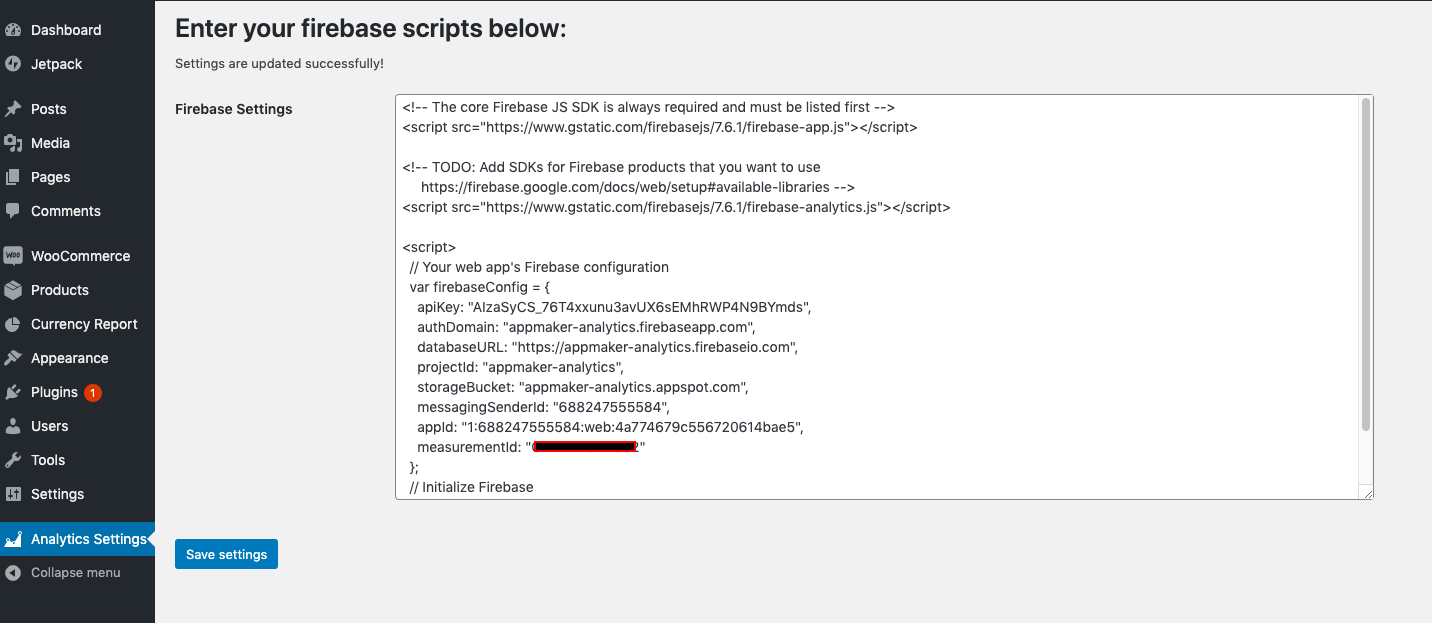 Dashboard
Jetpack
Posts
Media
Pages
Comments
WOO
WooCommerce
Products
Currency Report
Appearance
Plugins 1
Users
Tools
Settings
Analytics Settings
Collapse menu
Enter your firebase scripts below:
Settings are updated successfully!
Firebase Settings
<!-- The core Firebase JS SDK is always required and must be listed first -->
<script src="https://www.gstatic.com/firebasejs/7.6.1/firebase-app.js"></script>
<!-- TODO: Add SDKs for Firebase products that you want to use
https://firebase.google.com/docs/web/setup#available-libraries -->
<script src="https://www.gstatic.com/firebasejs/7.6.1/firebase-analytics.js"></script>
<script>
// Your web app's Firebase configuration
var firebaseConfig = {
apiKey: "AIzaSyCS_76T4xxunu3avUX6sEMhRWP4N9BYmds",
authDomain: "appmaker-analytics.firebaseapp.com",
databaseURL: "https://appmaker-analytics.firebaseio.com",
projectId: "appmaker-analytics",
storageBucket: "appmaker-analytics.appspot.com",
messagingSenderId: "688247555584",
appId: "1:688247555584:web:4a774679c556720614bae5",
measurementId: "
};
// Initialize Firebase
Save settings